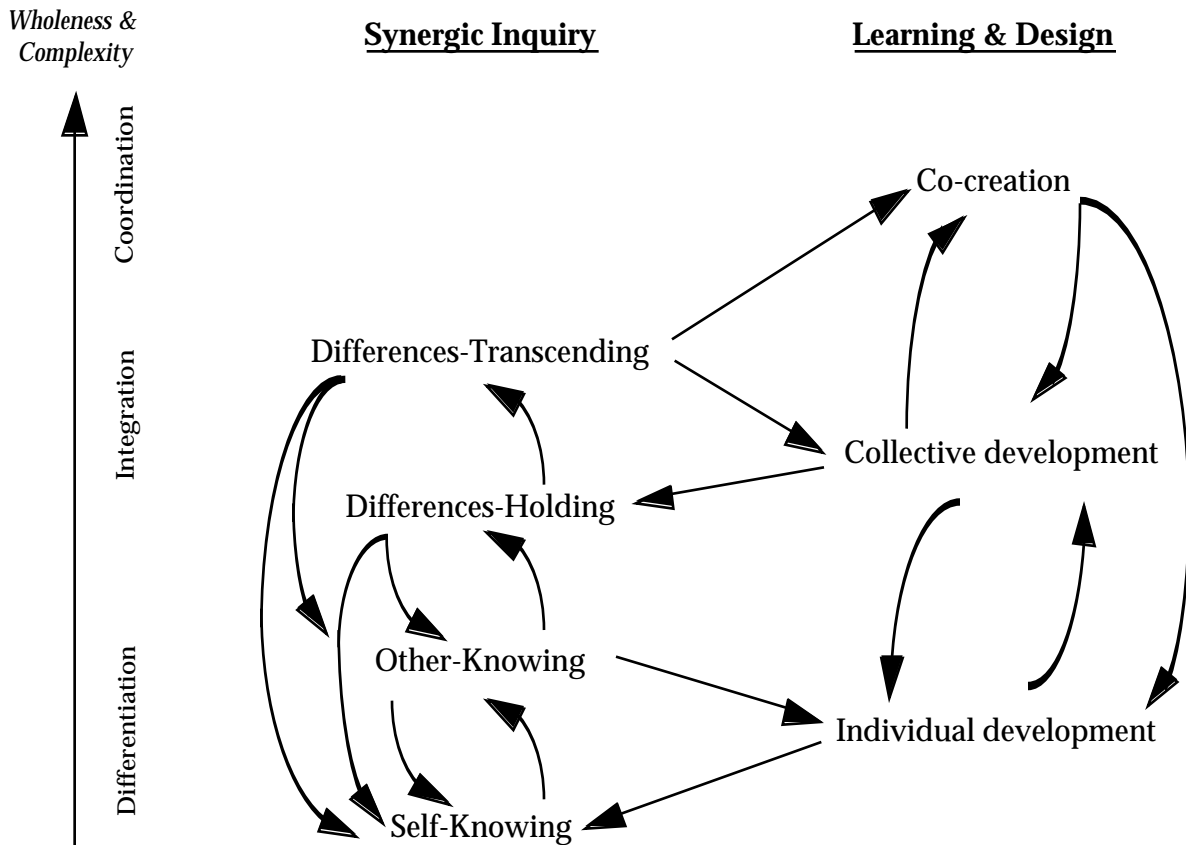 Wholeness &
Complexity
Synergic Inquiry
Learning & Design
Coordination
Co-creation
Differences-Transcending
Integration
Collective development
Differences-Holding
Other-Knowing
Differentiation
Individual development
Self-Knowing